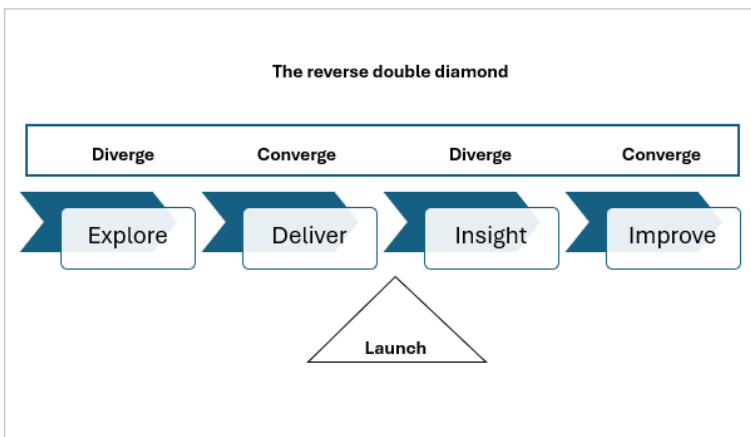 The reverse double diamond
Diverge Converge Diverge Converge
Explore Deliver Insight Improve
Launch